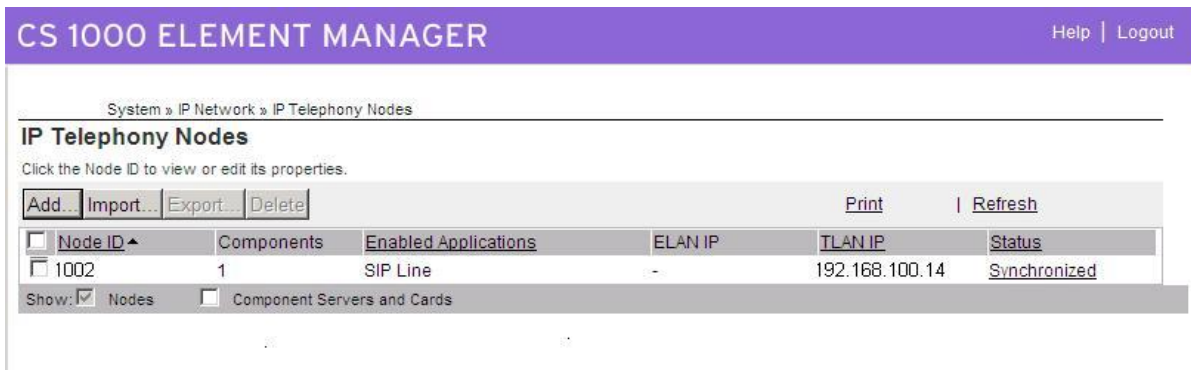 CS 1000 ELEMENT MANAGER Help | Logout
System » IP Network » IP Telephony Nodes
IP Telephony Nodes
Click the Node ID to view or edit its properties.
Add... Import... Export... Delete Print | Refresh
Node ID Components Enabled Applications ELAN IP TLAN IP Status
1002 1 SIP Line - 192.168.100.14 Synchronized
Show: Nodes Component Servers and Cards